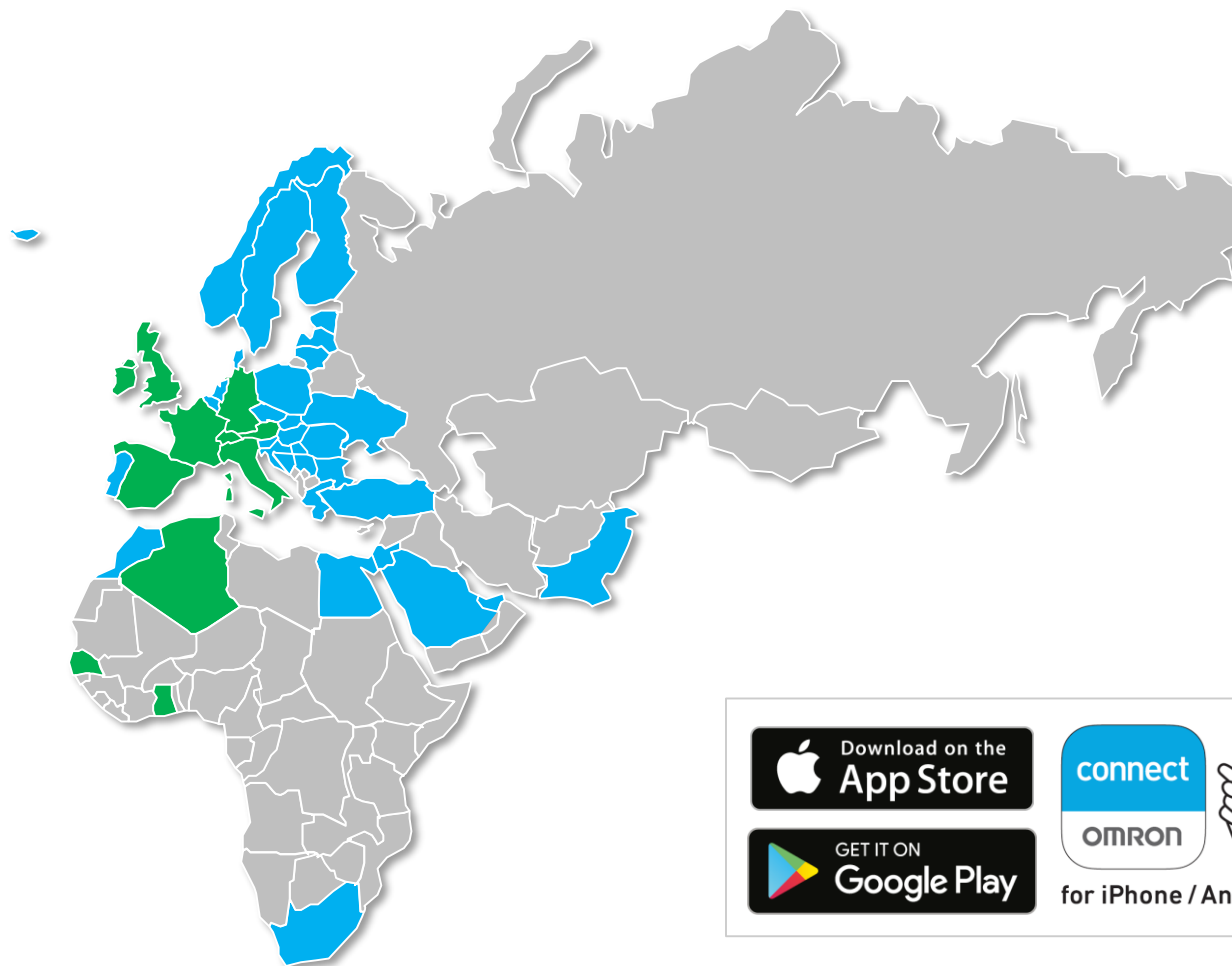 Download on the
App Store
connect
OMRON
GET IT ON
Google Play
for iPhone / An